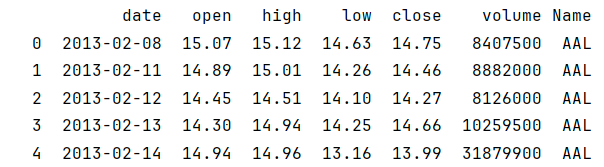 date open high low close volume Name
0 2013-02-08 15.07 15.12 14.63 14.75 8407500 AAL
1 2013-02-11 14.89 15.01 14.26 14.46 8882000 AAL
2 2013-02-12 14.45 14.51 14.10 14.27 8126000 AAL
3 2013-02-13 14.30 14.94 14.25 14.66 10259500 AAL
4 2013-02-14 14.94 14.96 13.16 13.99 31879900 AAL